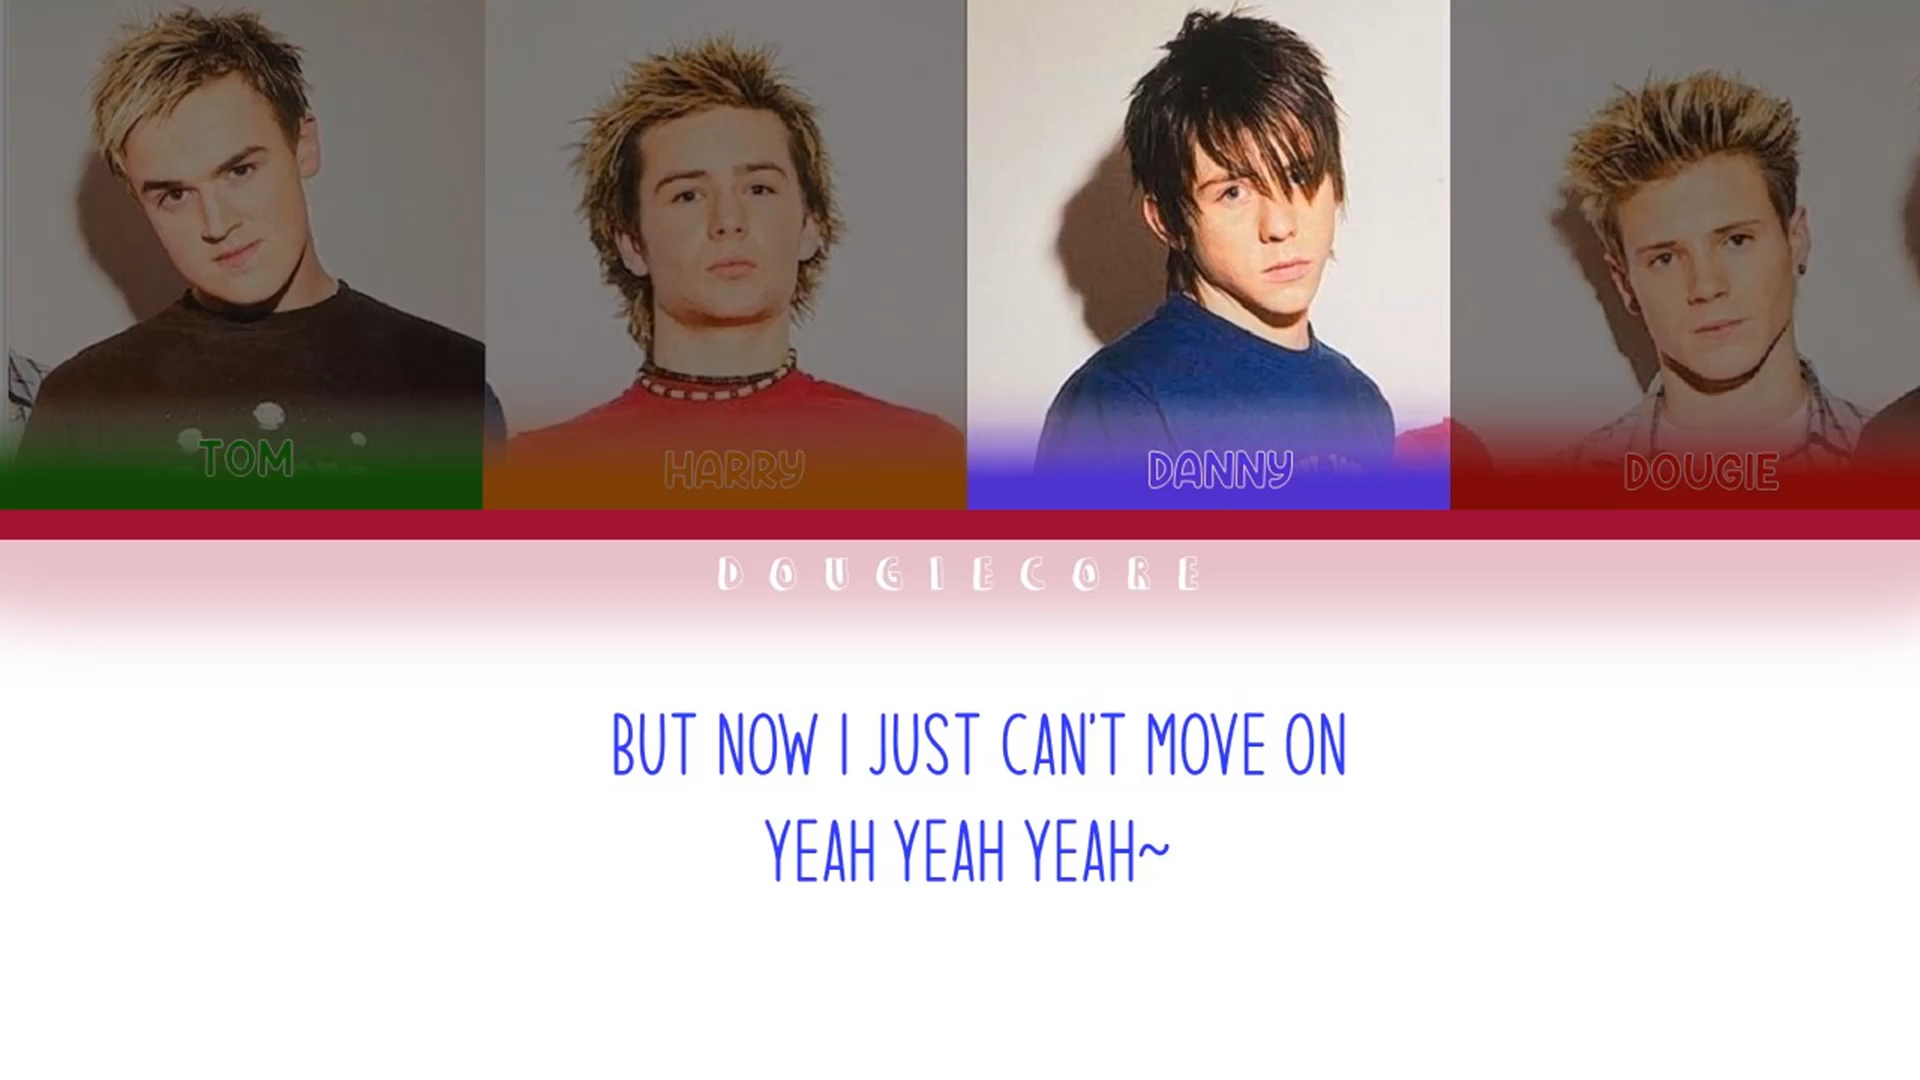 TOM
HARRY
DANNY
DOUGIE
DOUGIECORE
BUT NOW I JUST CAN'T MOVE ON
YEAH YEAH YEAH~